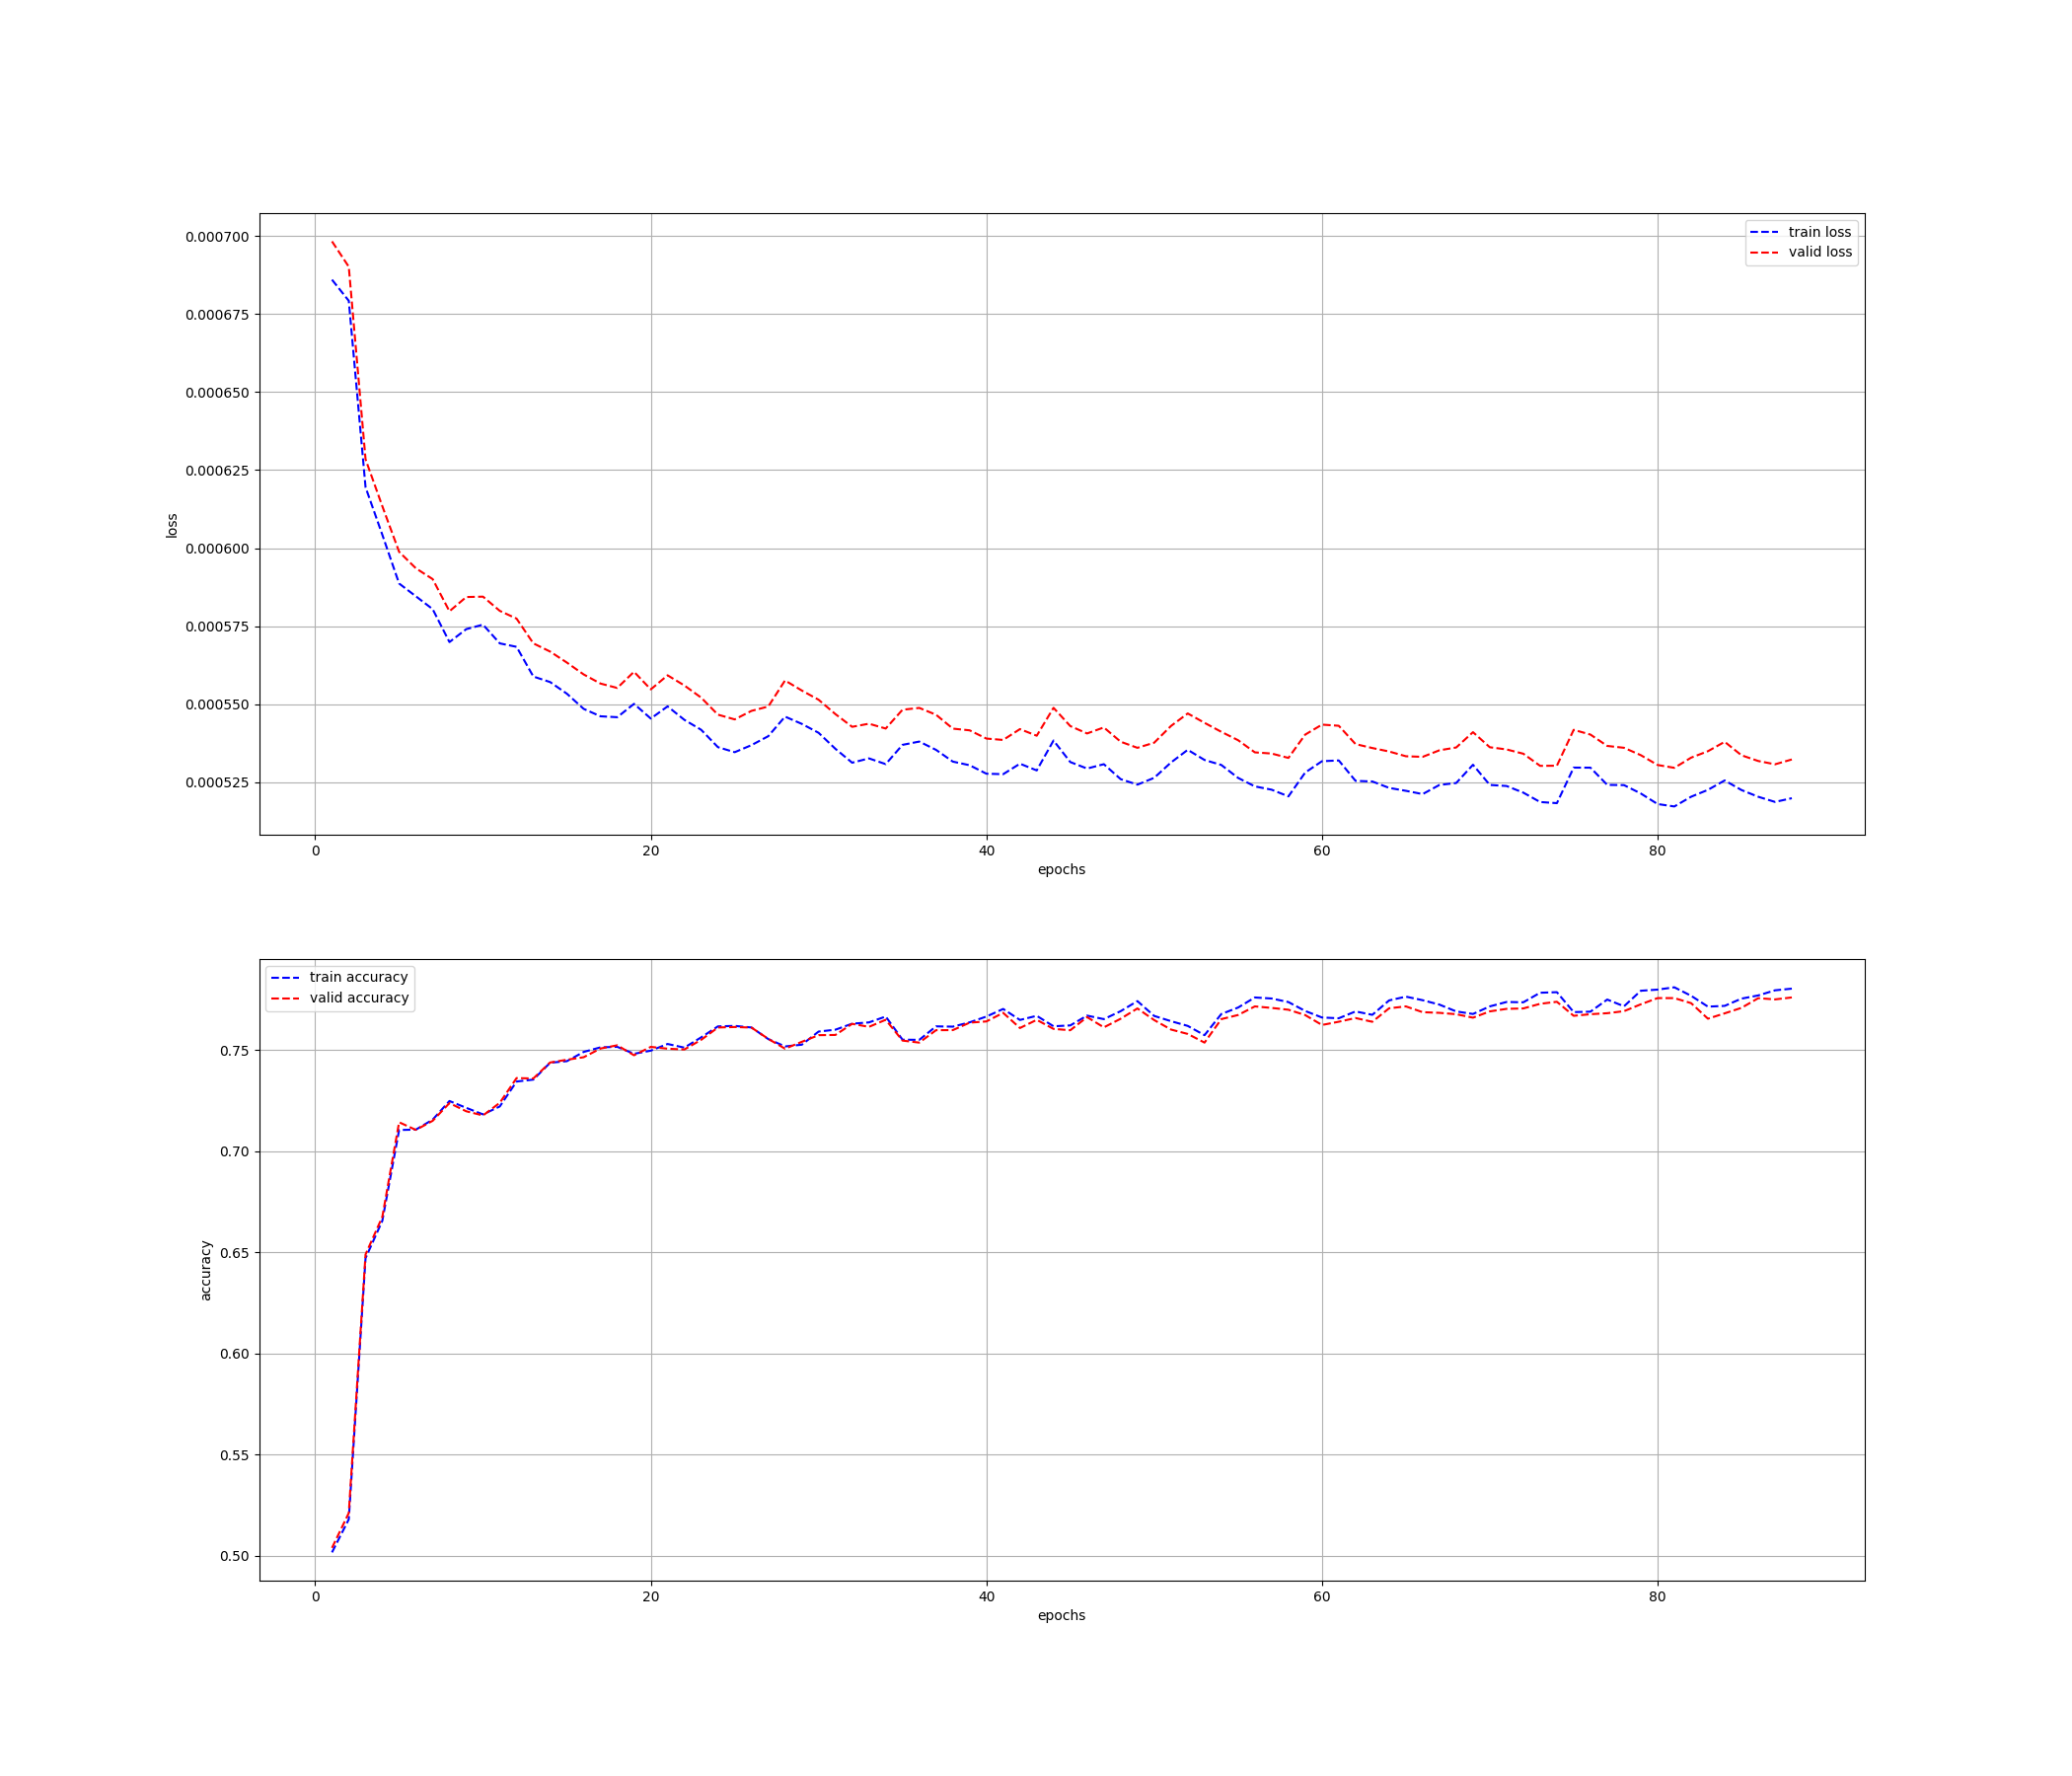 0.000700
0.000675
0.000650
0.000625
0.000600
0.000575
0.000550
0.000525
loss
train loss
valid loss
0 20 40 60 80
epochs
train accuracy
valid accuracy
0.75
0.70
0.65
0.60
0.55
0.50
accuracy
0 20 40 60 80
epochs